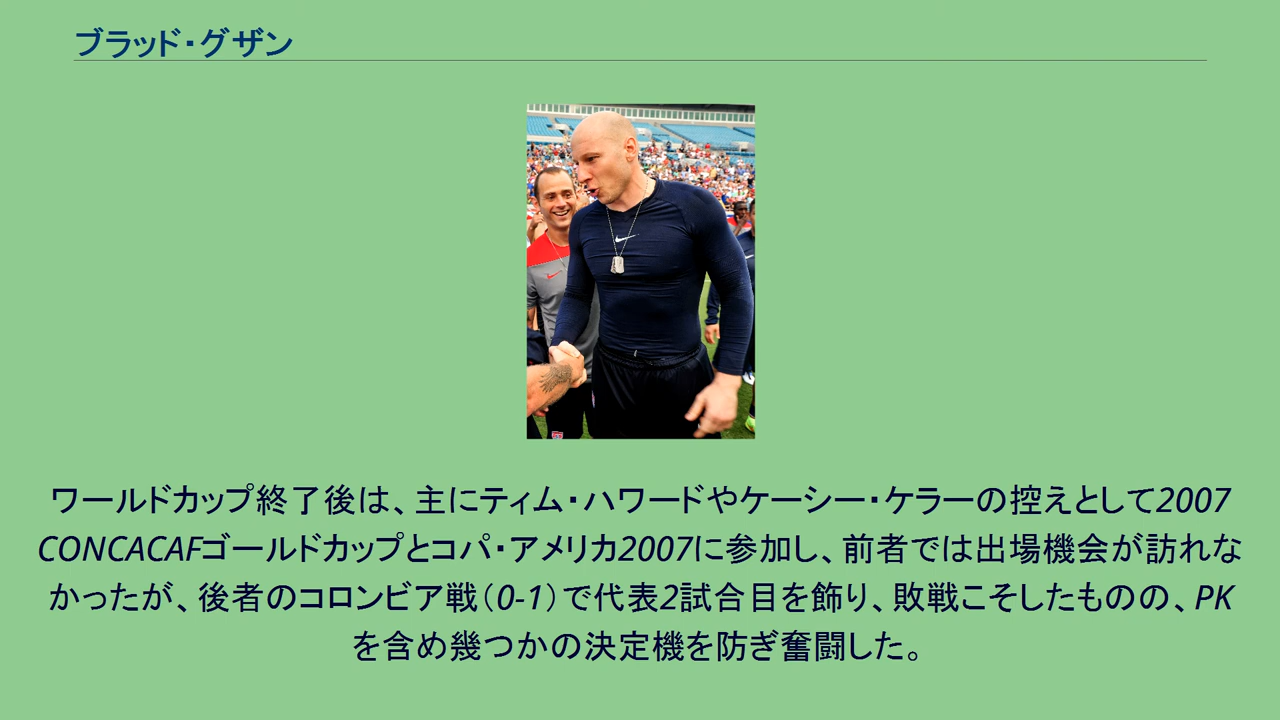 ブラッド・グザン
ワールドカップ終了後は、主にティム・ハワードやケーシー・ケラーの控えとして2007
CONCACAFゴールドカップとコパ・アメリカ2007に参加し、前者では出場機会が訪れな
かったが、後者のコロンビア戦（0-1）で代表2試合目を飾り、敗戦こそしたものの、PK
を含め幾つかの決定機を防ぎ奮闘した。